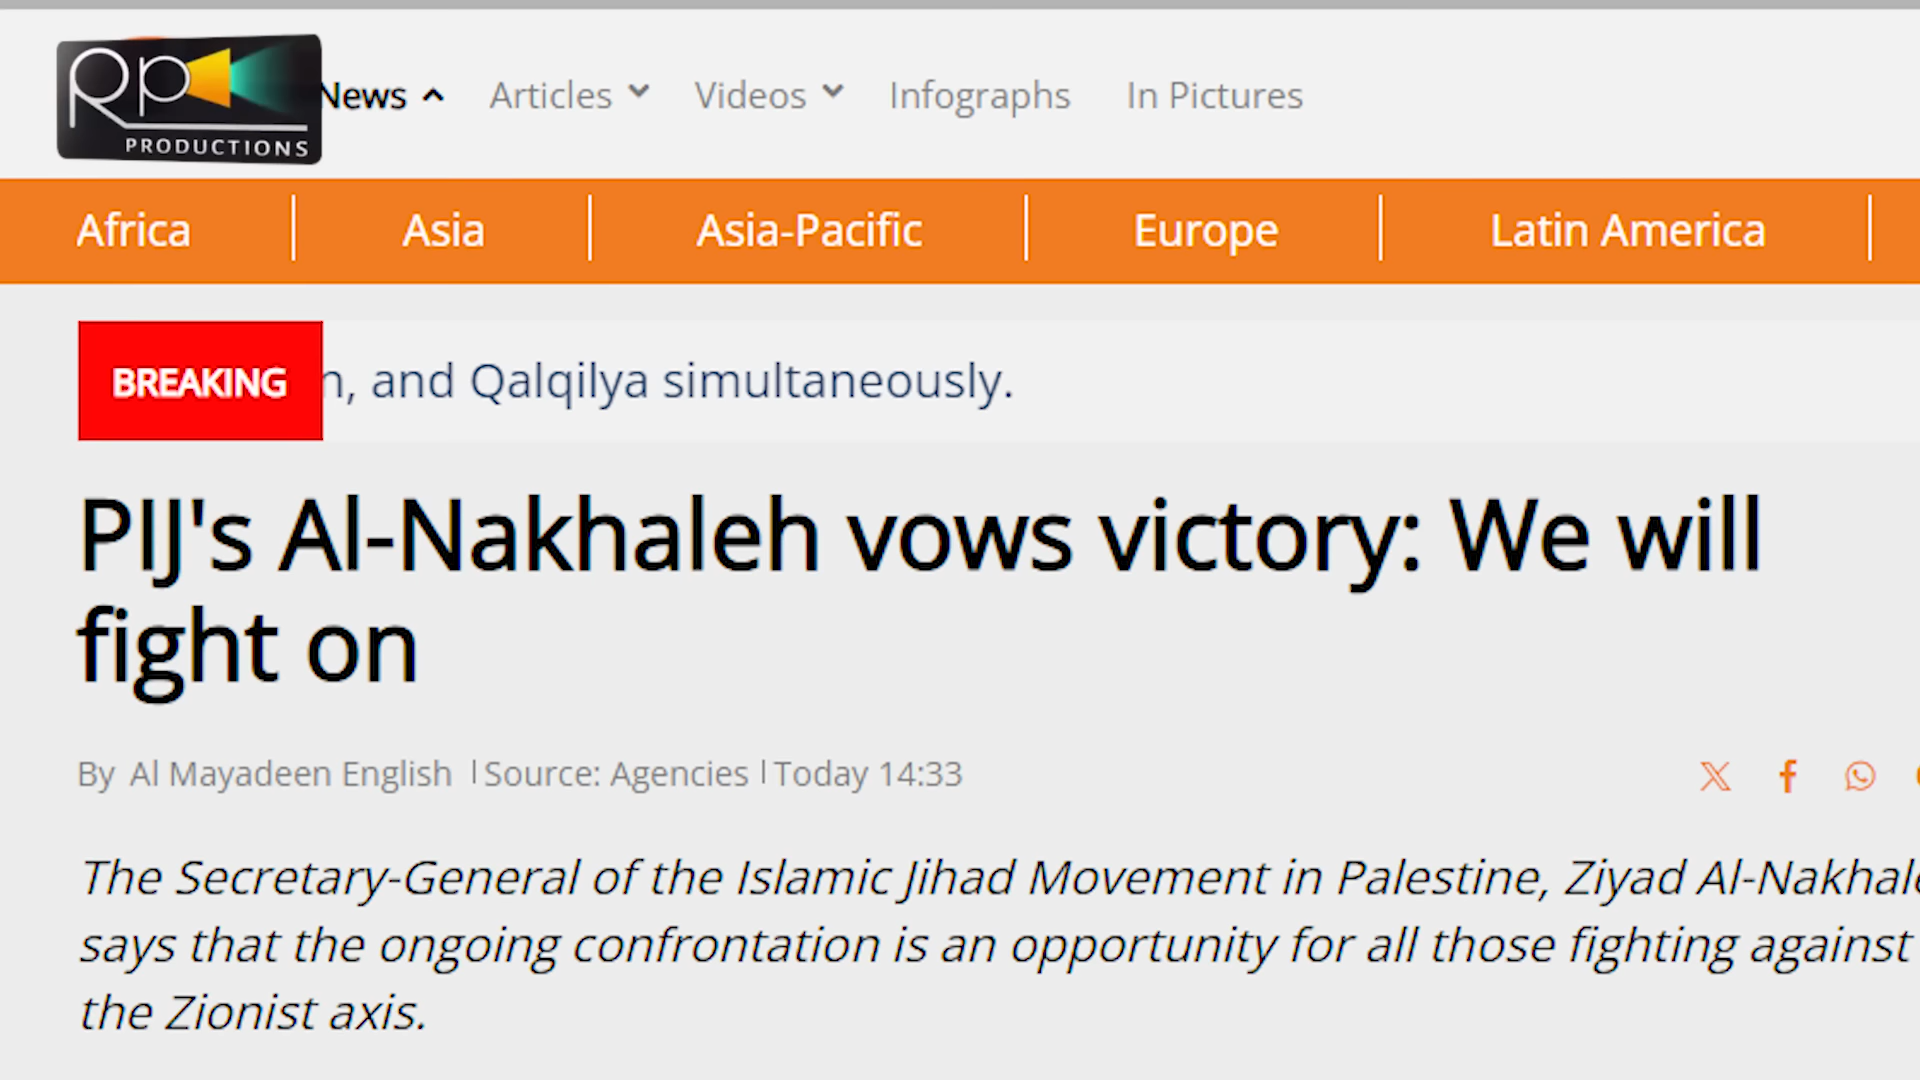 Rp
PRODUCTIONS
News Articles Videos Infographs In Pictures
Africa Asia Asia-Pacific Europe Latin America
BREAKING n, and Qalqilya simultaneously.
PIJ's Al-Nakhaleh vows victory: We will
fight on
By Al Mayadeen English | Source: Agencies | Today 14:33
The Secretary-General of the Islamic Jihad Movement in Palestine, Ziyad Al-Nakhale
says that the ongoing confrontation is an opportunity for all those fighting against
the Zionist axis.